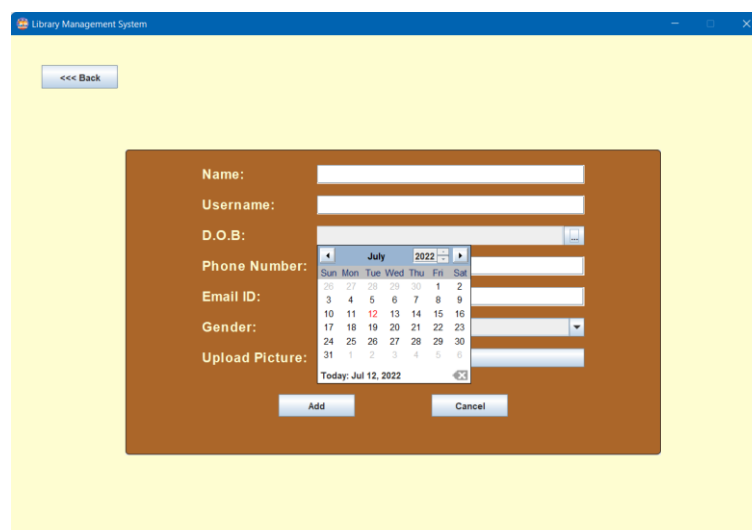 Library Management System
<<< Back
Name:
Username:
D.O.B:
...
July 2022
Sun Mon Tue Wed Thu Fri Sat
26 27 28 29 30 1 2
3 4 5 6 7 8 9
10 11 12 13 14 15 16
17 18 19 20 21 22 23
24 25 26 27 28 29 30
31 1 2 3 4 5 6
Today: Jul 12, 2022
Phone Number:
Email ID:
Gender:
Upload Picture:
Add
Cancel